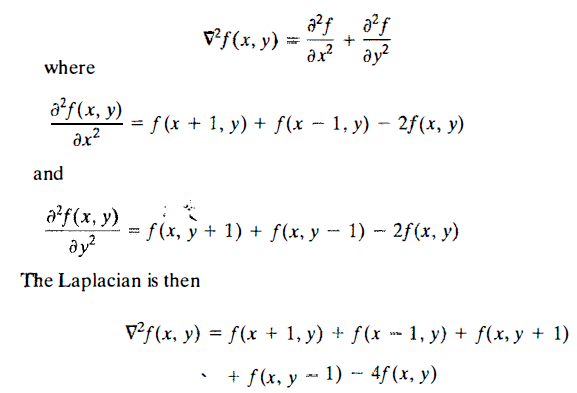 ∇²f(x, y) = ∂²f/∂x² + ∂²f/∂y²
where
∂²f(x, y)/∂x² = f(x + 1, y) + f(x − 1, y) − 2f(x, y)
and
∂²f(x, y)/∂y² = f(x, y + 1) + f(x, y − 1) − 2f(x, y)
The Laplacian is then
∇²f(x, y) = f(x + 1, y) + f(x − 1, y) + f(x, y + 1)
+ f(x, y − 1) − 4f(x, y)